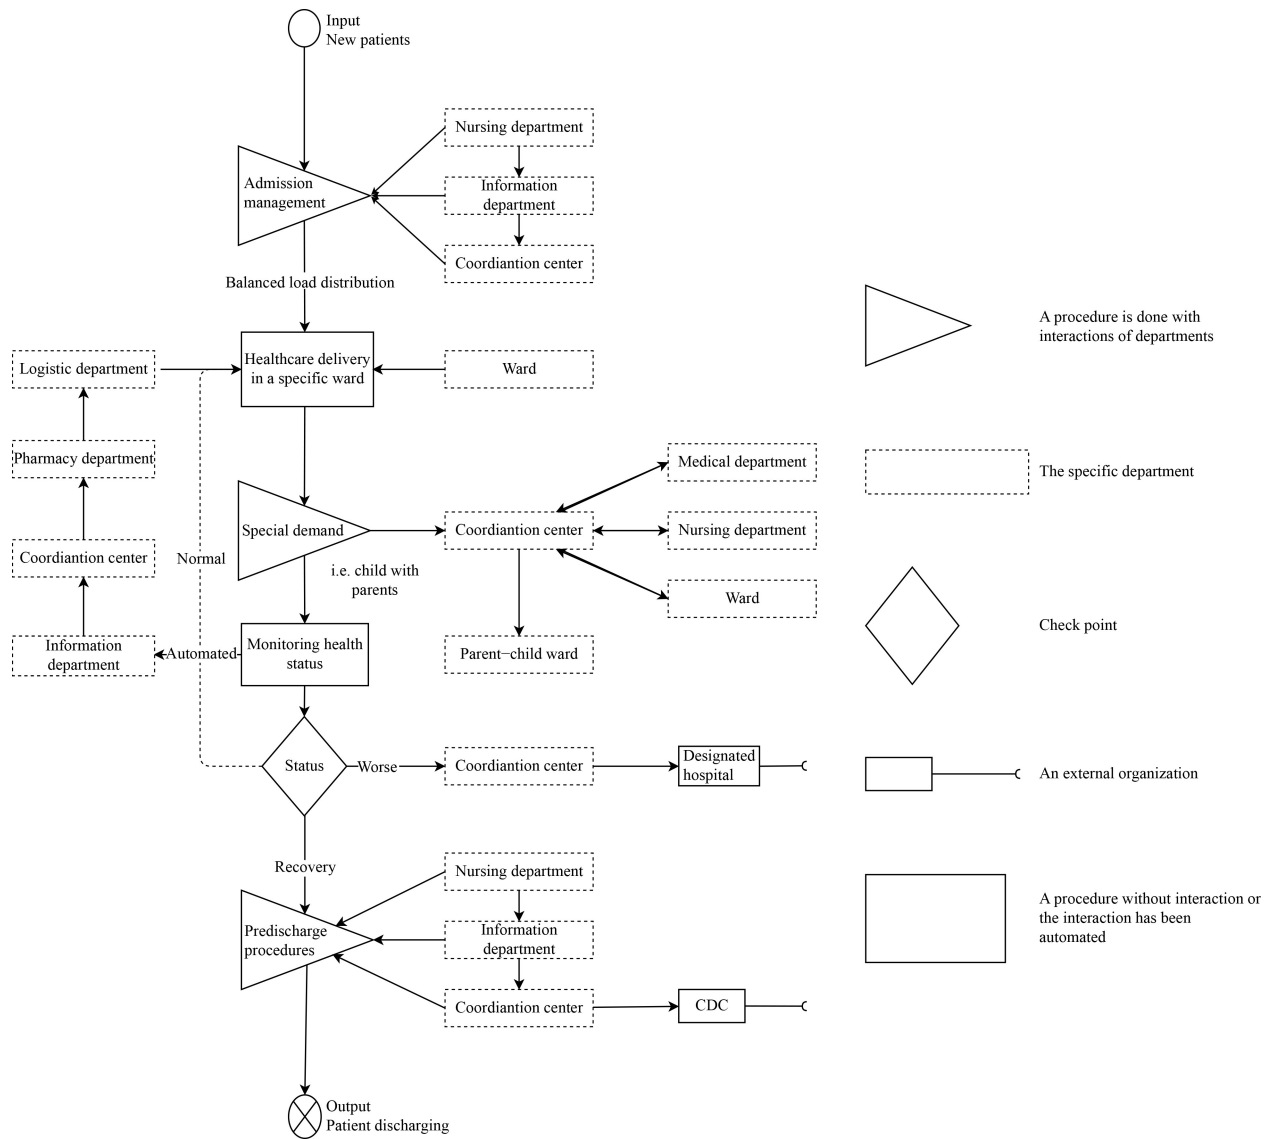 Input
New patients
Nursing department
Admission
management
Information
department
Coordiantion center
Balanced load distribution
Logistic department
Healthcare delivery
in a specific ward
Ward
Pharmacy department
Medical department
Special demand
Coordiantion center
Nursing department
Coordiantion center
Normal
i.e. child with
parents
Ward
Information
department
Automated
Monitoring health
status
Parent−child ward
Status
Worse
Coordiantion center
Designated
hospital
Recovery
Nursing department
Predischarge
procedures
Information
department
Coordiantion center
CDC
Output
Patient discharging
A procedure is done with
interactions of departments
The specific department
Check point
An external organization
A procedure without interaction or
the interaction has been
automated